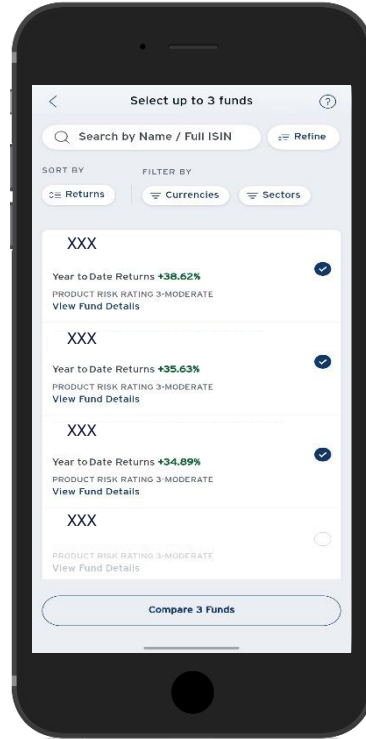 Select up to 3 funds
Search by Name / Full ISIN
Refine
SORT BY FILTER BY
Returns Currencies Sectors
XXX
Year to Date Returns +38.62%
PRODUCT RISK RATING 3-MODERATE
View Fund Details
XXX
Year to Date Returns +35.63%
PRODUCT RISK RATING 3-MODERATE
View Fund Details
XXX
Year to Date Returns +34.89%
PRODUCT RISK RATING 3-MODERATE
View Fund Details
XXX
PRODUCT RISK RATING 3-MODERATE
View Fund Details
Compare 3 Funds